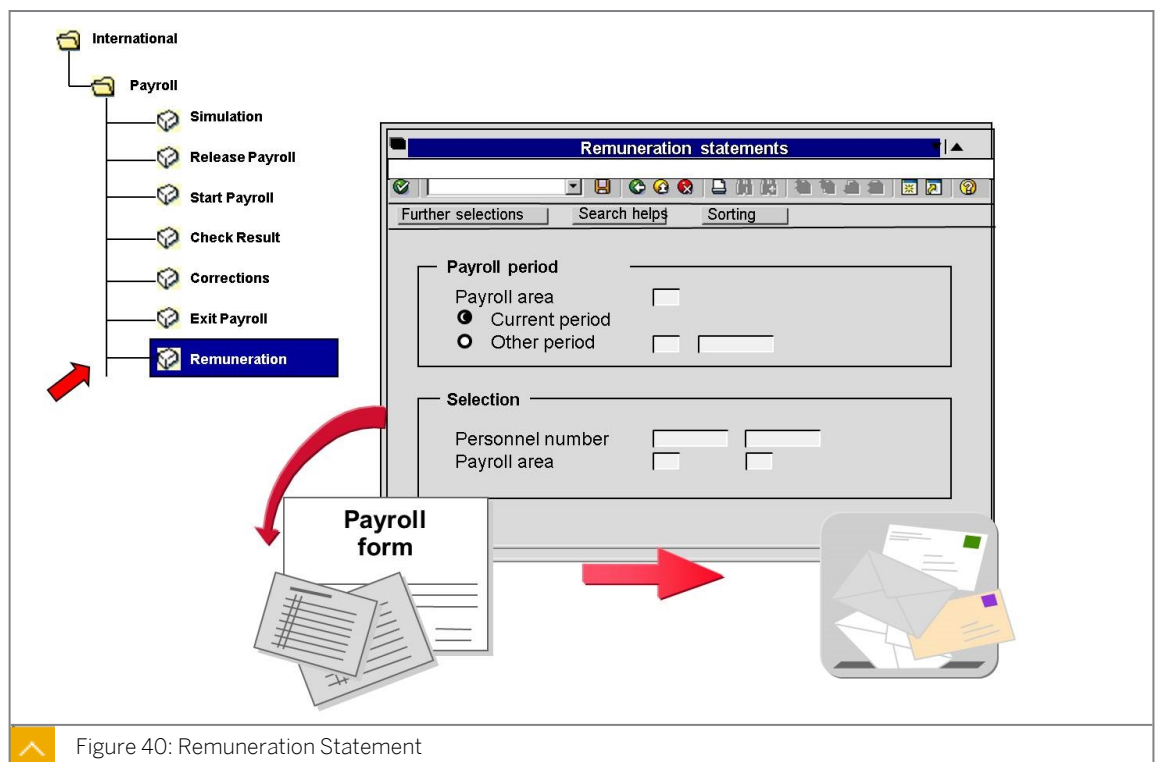 International
Payroll
Simulation
Release Payroll
Start Payroll
Check Result
Corrections
Exit Payroll
Remuneration
Remuneration statements
Further selections
Search helps
Sorting
Payroll period
Payroll area
Current period
Other period
Selection
Personnel number
Payroll area
Payroll
form
Figure 40: Remuneration Statement